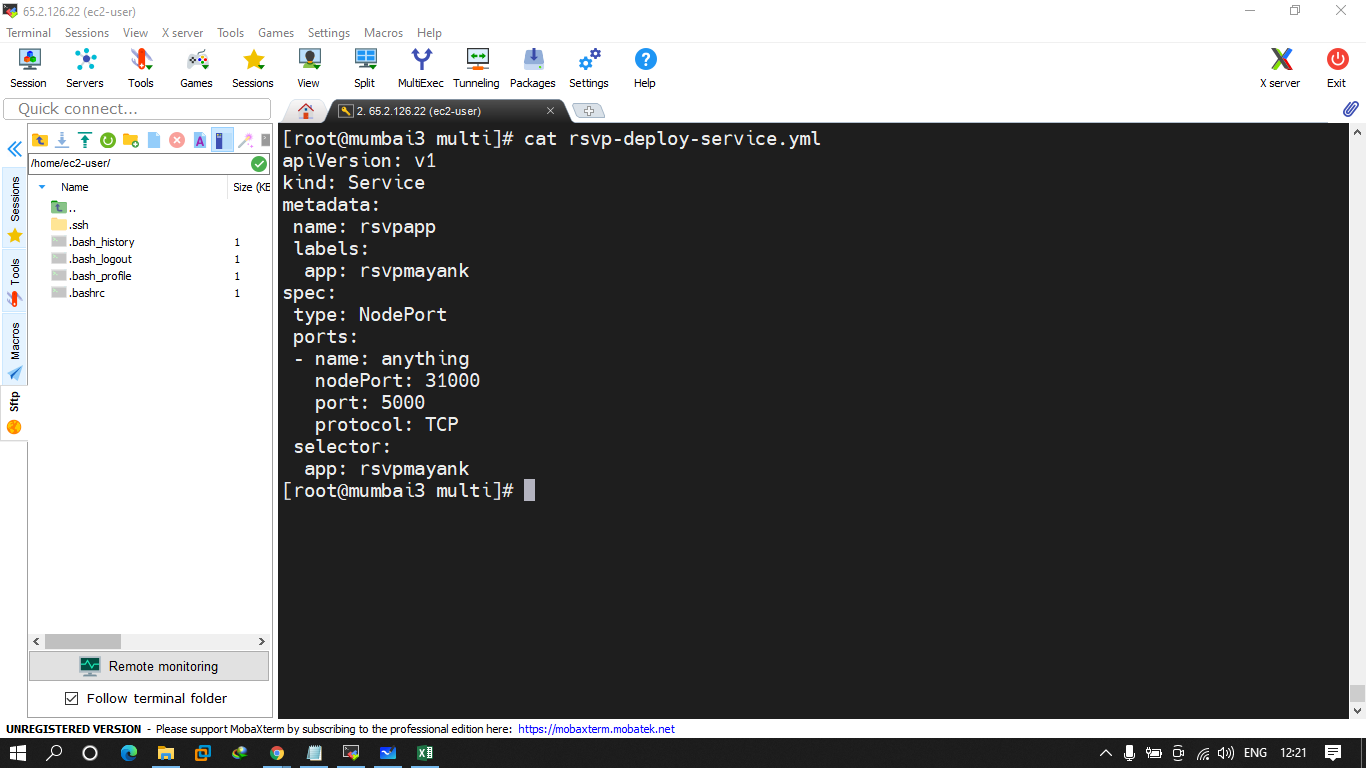 65.2.126.22 (ec2-user)
Terminal Sessions View X server Tools Games Settings Macros Help
Session Servers Tools Games Sessions View Split MultiExec Tunneling Packages Settings Help X server Exit
Quick connect...
2. 65.2.126.22 (ec2-user)
/home/ec2-user/
Name Size (KB
..
.ssh
.bash_history 1
.bash_logout 1
.bash_profile 1
.bashrc 1
Sessions
Tools
Macros
Sftp
Remote monitoring
Follow terminal folder
[root@mumbai3 multi]# cat rsvp-deploy-service.yml
apiVersion: v1
kind: Service
metadata:
 name: rsvpapp
 labels:
  app: rsvpmayank
spec:
 type: NodePort
 ports:
 - name: anything
   nodePort: 31000
   port: 5000
   protocol: TCP
 selector:
  app: rsvpmayank
[root@mumbai3 multi]#
UNREGISTERED VERSION - Please support MobaXterm by subscribing to the professional edition here: https://mobaxterm.mobatek.net
ENG 12:21